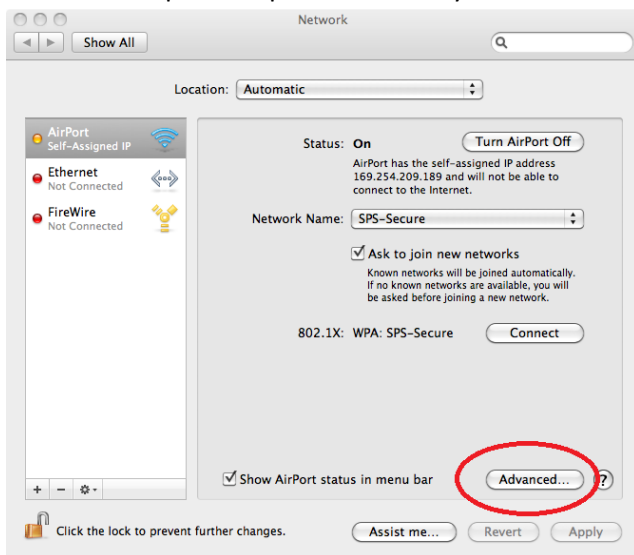 Network
Show All
Location: Automatic
AirPort
Self-Assigned IP
Ethernet
Not Connected
FireWire
Not Connected
Status: On Turn AirPort Off
AirPort has the self-assigned IP address
169.254.209.189 and will not be able to
connect to the Internet.
Network Name: SPS-Secure
Ask to join new networks
Known networks will be joined automatically.
If no known networks are available, you will
be asked before joining a new network.
802.1X: WPA: SPS-Secure Connect
Show AirPort status in menu bar Advanced... ?
Click the lock to prevent further changes. Assist me... Revert Apply